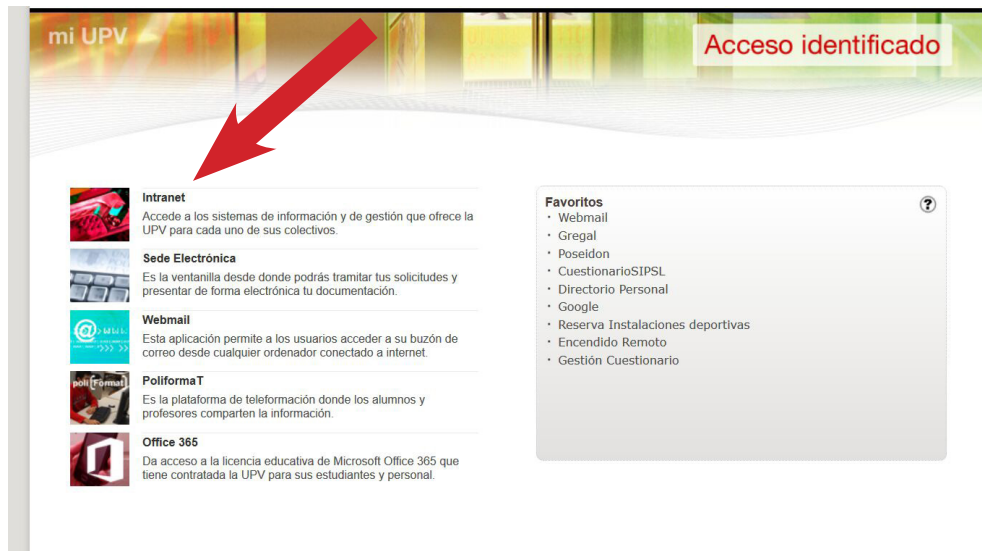 mi UPV
Acceso identificado
Intranet
Accede a los sistemas de información y de gestión que ofrece la
UPV para cada uno de sus colectivos.
Sede Electrónica
Es la ventanilla desde donde podrás tramitar tus solicitudes y
presentar de forma electrónica tu documentación.
Webmail
Esta aplicación permite a los usuarios acceder a su buzón de
correo desde cualquier ordenador conectado a internet.
poli [Format]
PoliformaT
Es la plataforma de teleformación donde los alumnos y
profesores comparten la información.
Office 365
Da acceso a la licencia educativa de Microsoft Office 365 que
tiene contratada la UPV para sus estudiantes y personal.
Favoritos
?
· Webmail
· Gregal
· Poseidon
· CuestionarioSIPSL
· Directorio Personal
· Google
· Reserva Instalaciones deportivas
· Encendido Remoto
· Gestión Cuestionario